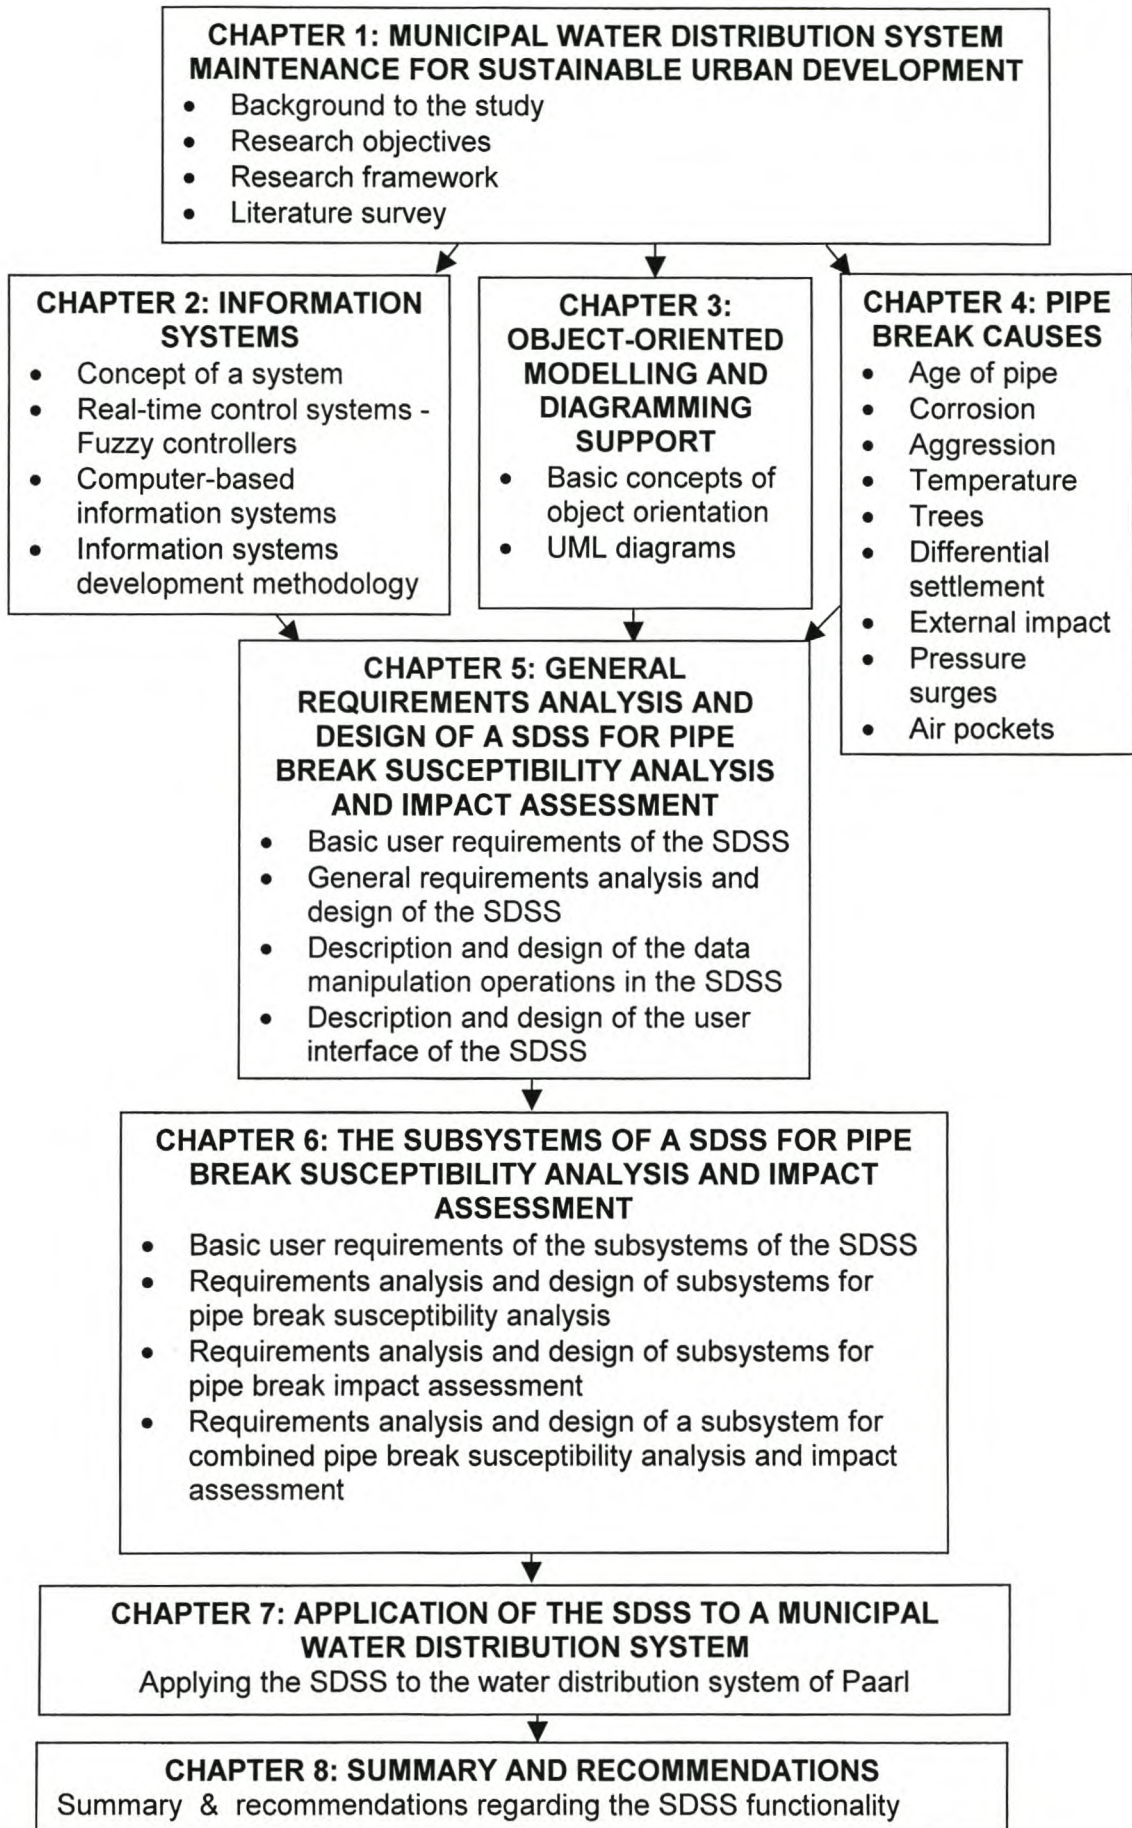 CHAPTER 1: MUNICIPAL WATER DISTRIBUTION SYSTEM
MAINTENANCE FOR SUSTAINABLE URBAN DEVELOPMENT
• Background to the study
• Research objectives
• Research framework
• Literature survey
CHAPTER 2: INFORMATION
SYSTEMS
• Concept of a system
• Real-time control systems -
Fuzzy controllers
• Computer-based
information systems
• Information systems
development methodology
CHAPTER 3:
OBJECT-ORIENTED
MODELLING AND
DIAGRAMMING
SUPPORT
• Basic concepts of
object orientation
• UML diagrams
CHAPTER 4: PIPE
BREAK CAUSES
• Age of pipe
• Corrosion
• Aggression
• Temperature
• Trees
• Differential
settlement
• External impact
• Pressure
surges
• Air pockets
CHAPTER 5: GENERAL
REQUIREMENTS ANALYSIS AND
DESIGN OF A SDSS FOR PIPE
BREAK SUSCEPTIBILITY ANALYSIS
AND IMPACT ASSESSMENT
• Basic user requirements of the SDSS
• General requirements analysis and
design of the SDSS
• Description and design of the data
manipulation operations in the SDSS
• Description and design of the user
interface of the SDSS
CHAPTER 6: THE SUBSYSTEMS OF A SDSS FOR PIPE
BREAK SUSCEPTIBILITY ANALYSIS AND IMPACT
ASSESSMENT
• Basic user requirements of the subsystems of the SDSS
• Requirements analysis and design of subsystems for
pipe break susceptibility analysis
• Requirements analysis and design of subsystems for
pipe break impact assessment
• Requirements analysis and design of a subsystem for
combined pipe break susceptibility analysis and impact
assessment
CHAPTER 7: APPLICATION OF THE SDSS TO A MUNICIPAL
WATER DISTRIBUTION SYSTEM
Applying the SDSS to the water distribution system of Paarl
CHAPTER 8: SUMMARY AND RECOMMENDATIONS
Summary & recommendations regarding the SDSS functionality